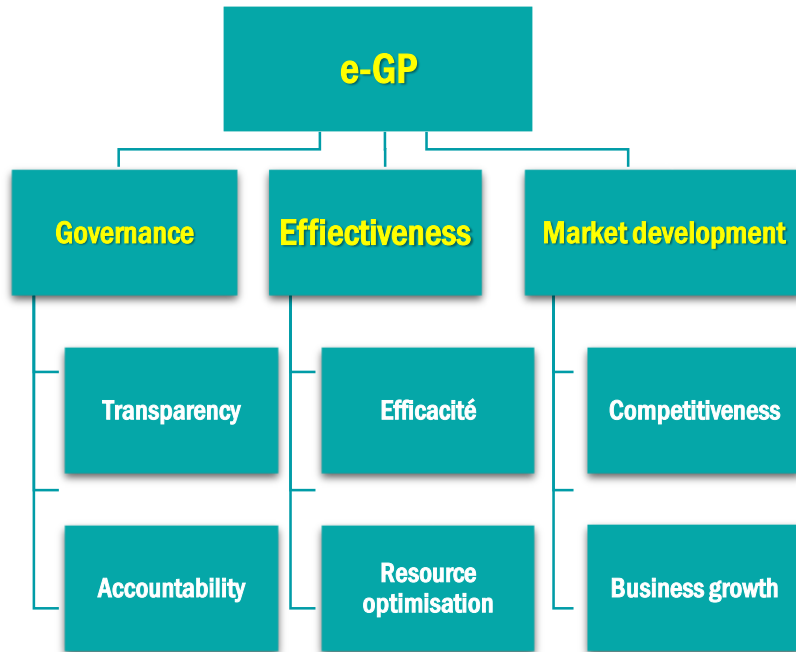 e-GP
Governance
Effiectiveness
Market development
Transparency
Efficacité
Competitiveness
Accountability
Resource
optimisation
Business growth